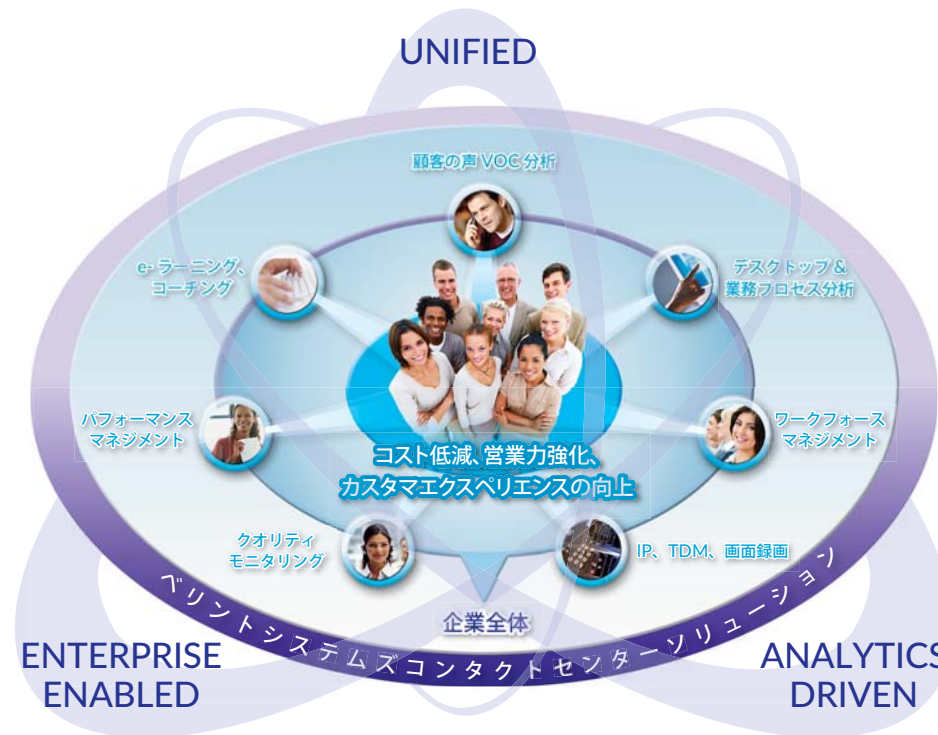 UNIFIED
顧客の声 VOC 分析
e- ラーニング、
コーチング
デスクトップ &
業務プロセス分析
パフォーマンス
マネジメント
ワークフォース
マネジメント
コスト低減、営業力強化、
カスタマエクスペリエンスの向上
クオリティ
モニタリング
IP、TDM、画面録画
企業全体
ベリントシステムズコンタクトセンターソリューション
ENTERPRISE
ENABLED
ANALYTICS
DRIVEN